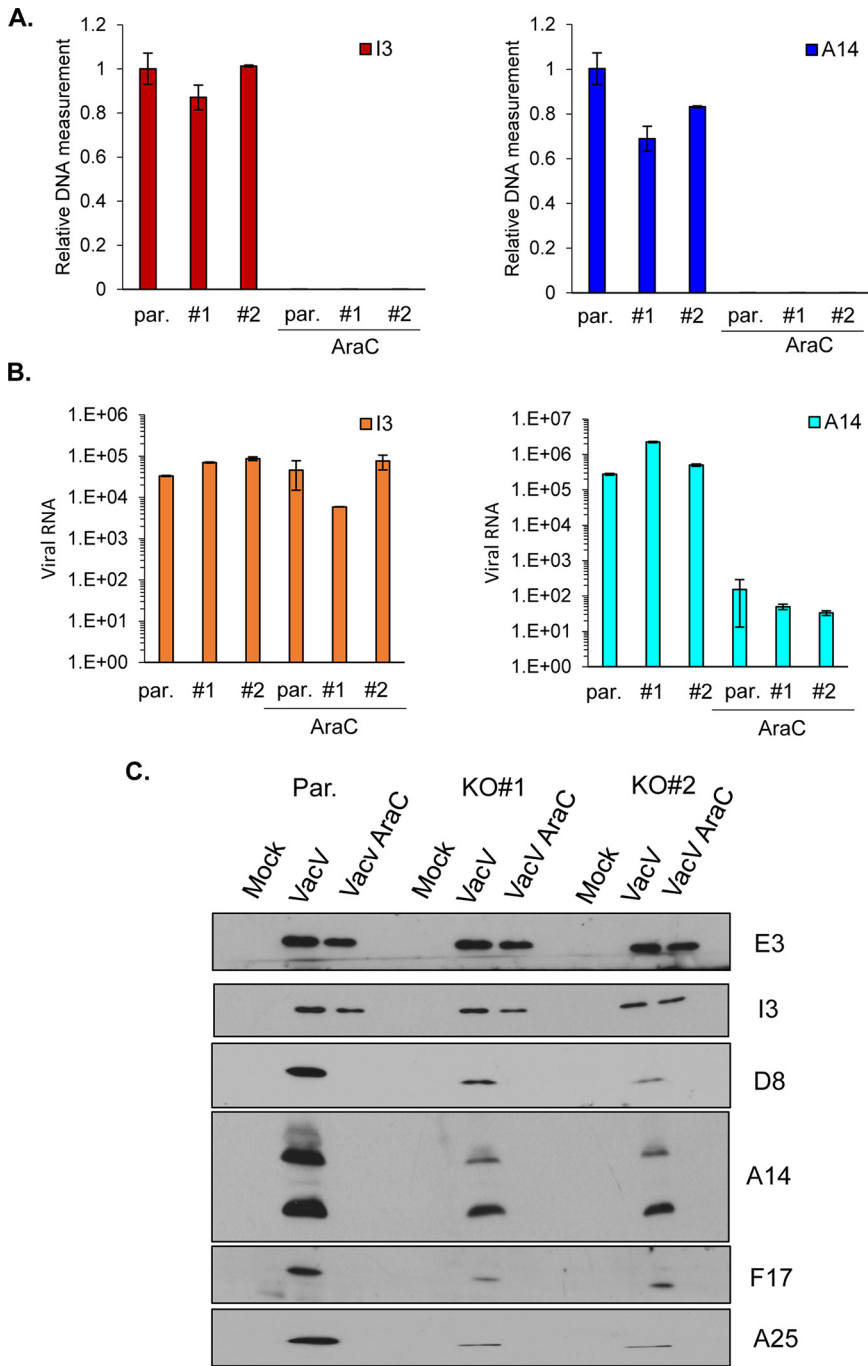 A.
Relative DNA measurement
1.2
1
0.8
0.6
0.4
0.2
0
I3
par. #1 #2 par. #1 #2
AraC
Relative DNA measurement
1.2
1
0.8
0.6
0.4
0.2
0
A14
par. #1 #2 par. #1 #2
AraC
B.
Viral RNA
1.E+06
1.E+05
1.E+04
1.E+03
1.E+02
1.E+01
1.E+00
I3
par. #1 #2 par. #1 #2
AraC
Viral RNA
1.E+07
1.E+06
1.E+05
1.E+04
1.E+03
1.E+02
1.E+01
1.E+00
A14
par. #1 #2 par. #1 #2
AraC
C.
Par. KO#1 KO#2
Mock VacV Vacv AraC Mock VacV VacV AraC Mock VacV VacV AraC
E3
I3
D8
A14
F17
A25